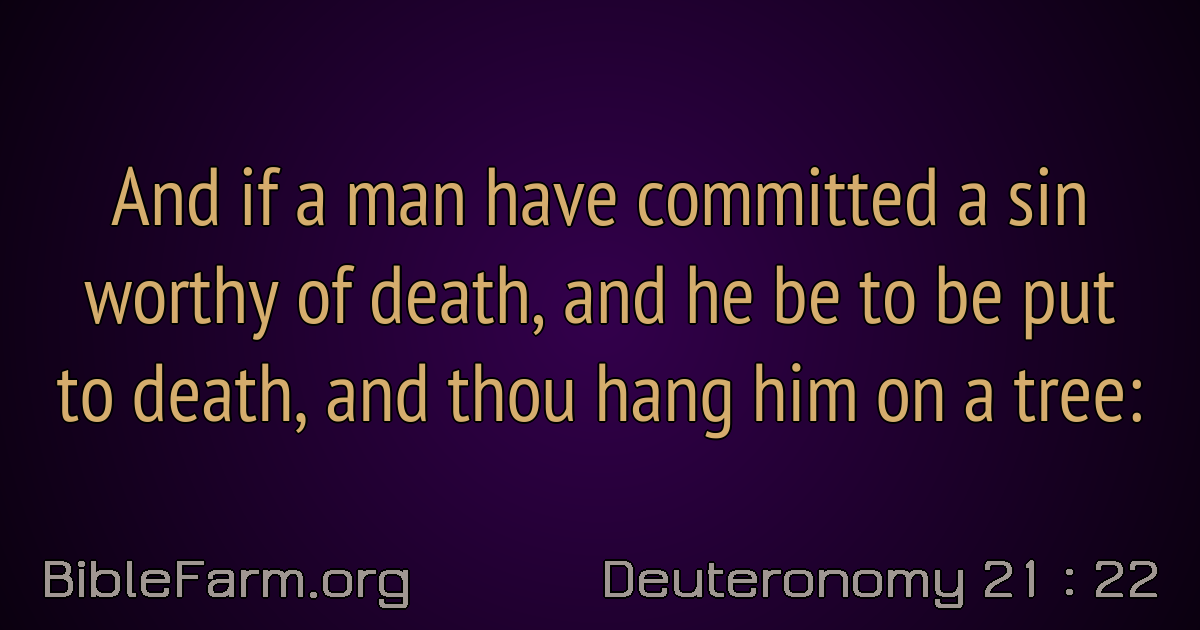 And if a man have committed a sin
worthy of death, and he be to be put
to death, and thou hang him on a tree:
BibleFarm.org
Deuteronomy 21 : 22